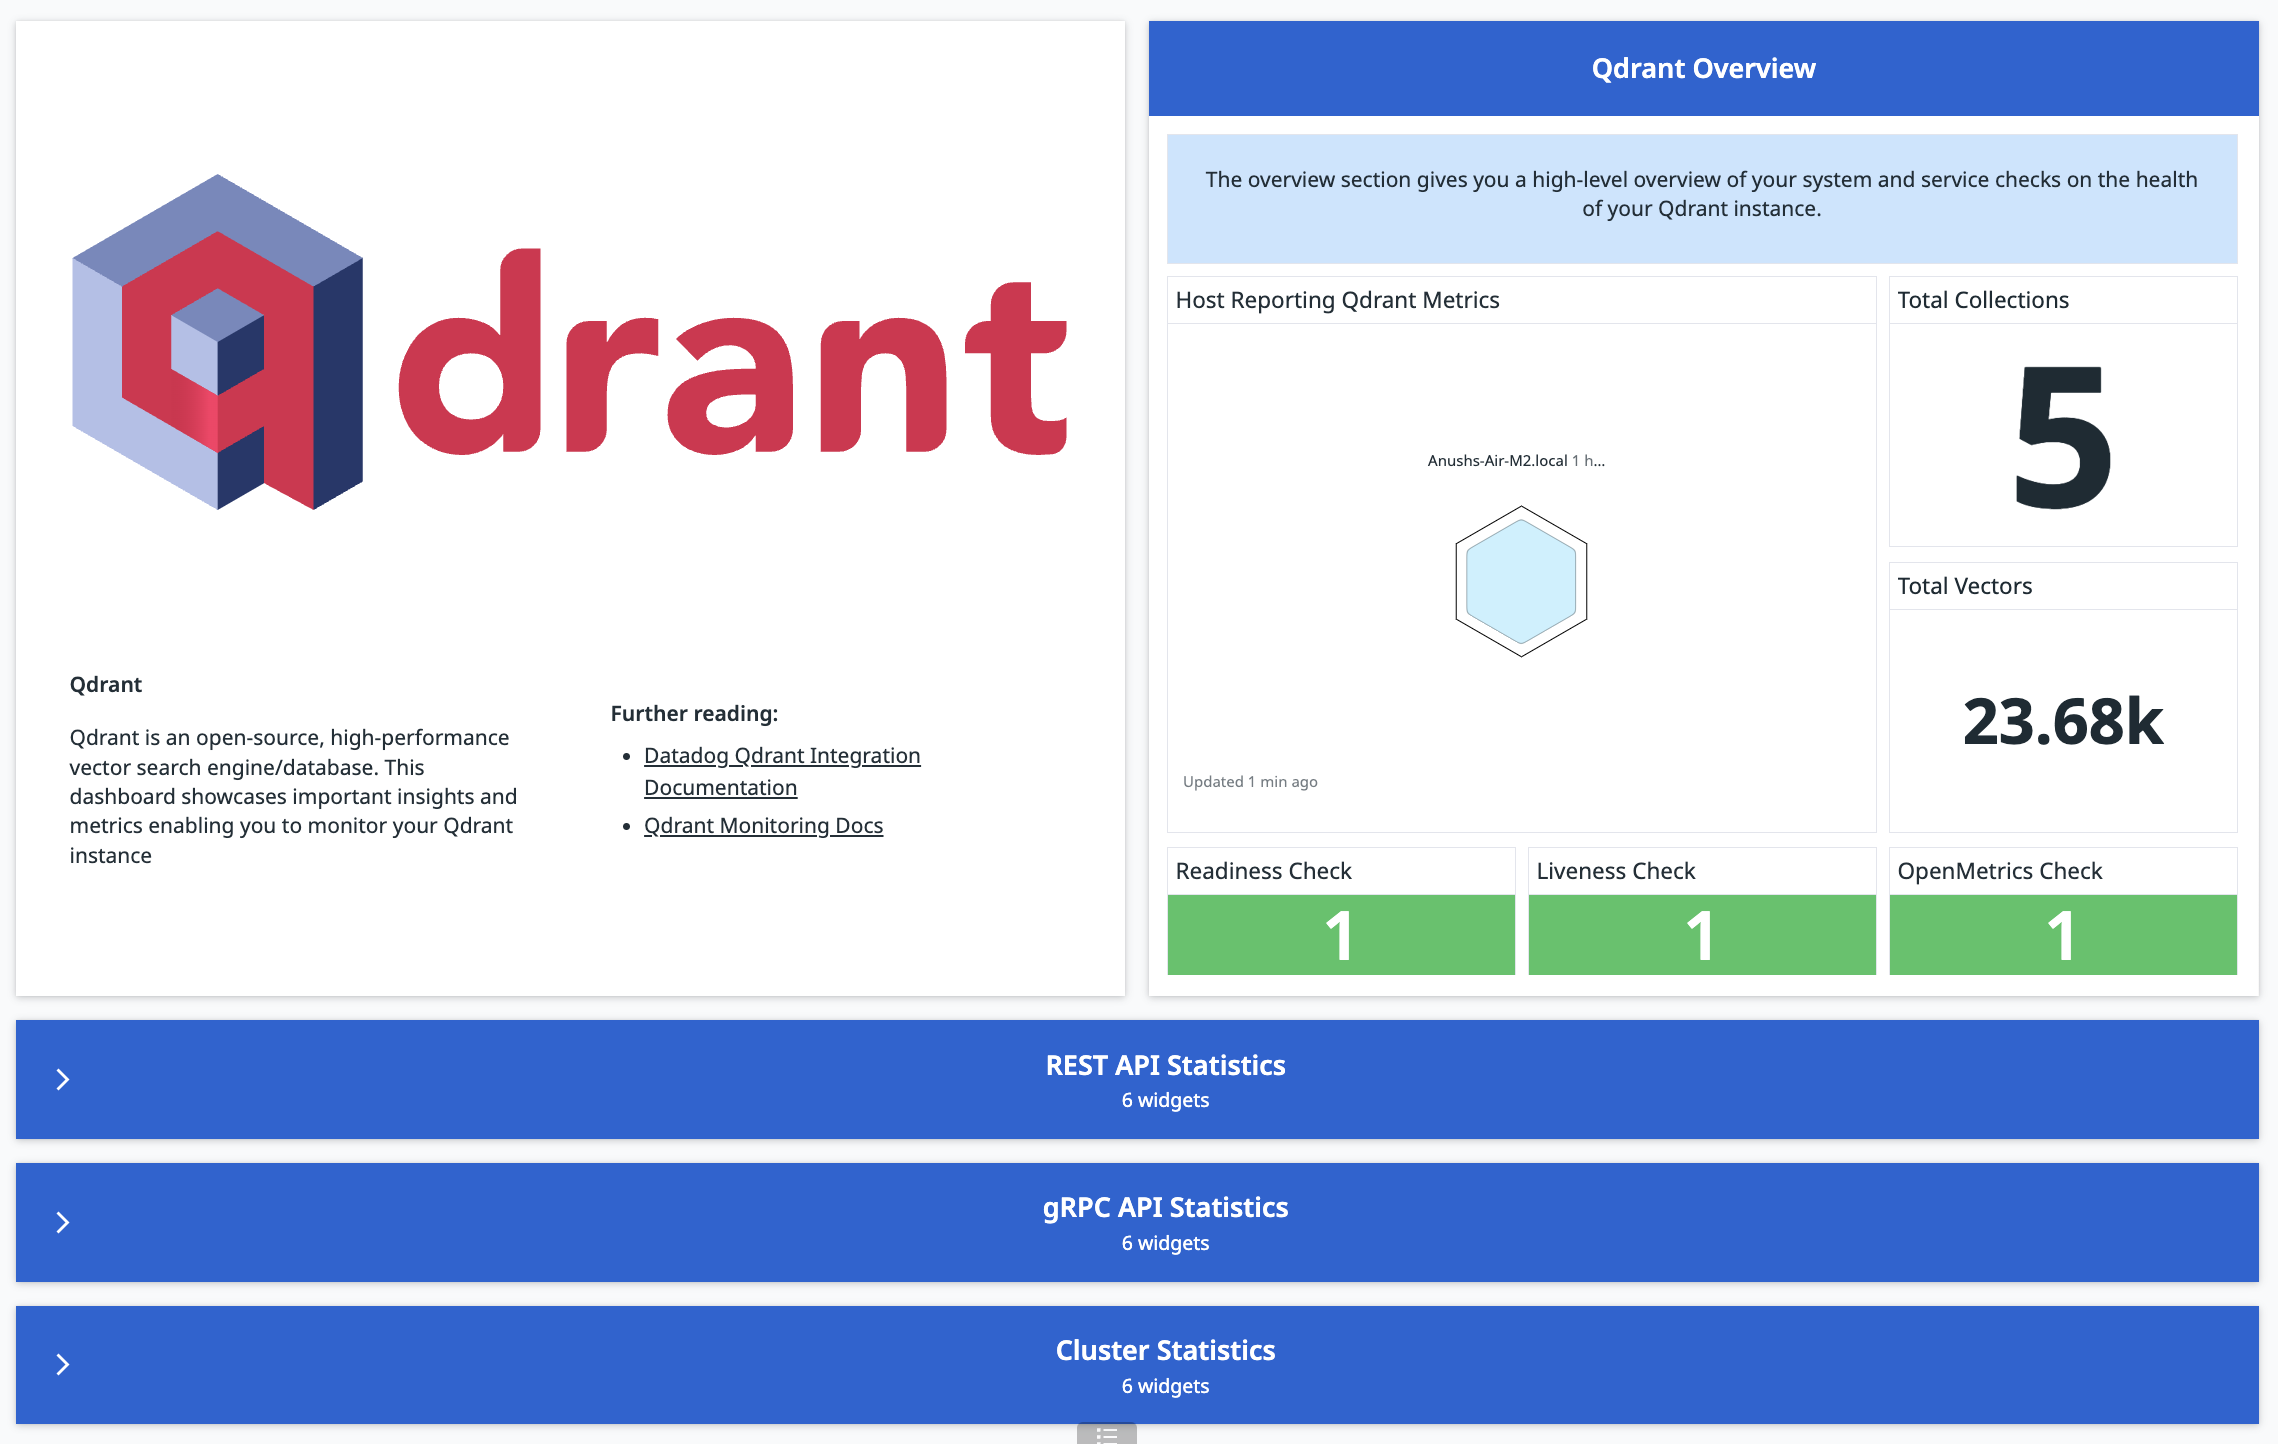 qdrant
Qdrant
Qdrant is an open-source, high-performance
vector search engine/database. This
dashboard showcases important insights and
metrics enabling you to monitor your Qdrant
instance
Further reading:
Datadog Qdrant Integration
Documentation
Qdrant Monitoring Docs
Qdrant Overview
The overview section gives you a high-level overview of your system and service checks on the health
of your Qdrant instance.
Host Reporting Qdrant Metrics
Anushs-Air-M2.local 1 h...
Updated 1 min ago
Total Collections
5
Total Vectors
23.68k
Readiness Check
1
Liveness Check
1
OpenMetrics Check
1
REST API Statistics
6 widgets
gRPC API Statistics
6 widgets
Cluster Statistics
6 widgets